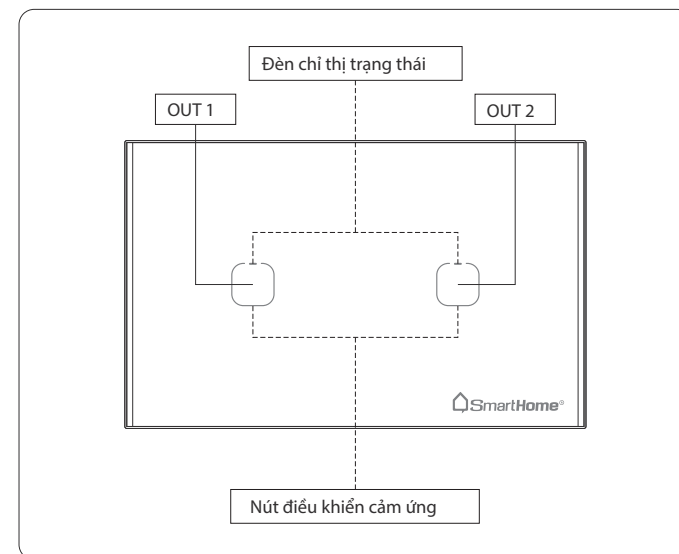 Đèn chỉ thị trạng thái
OUT 1
OUT 2
SmartHome®
Nút điều khiển cảm ứng